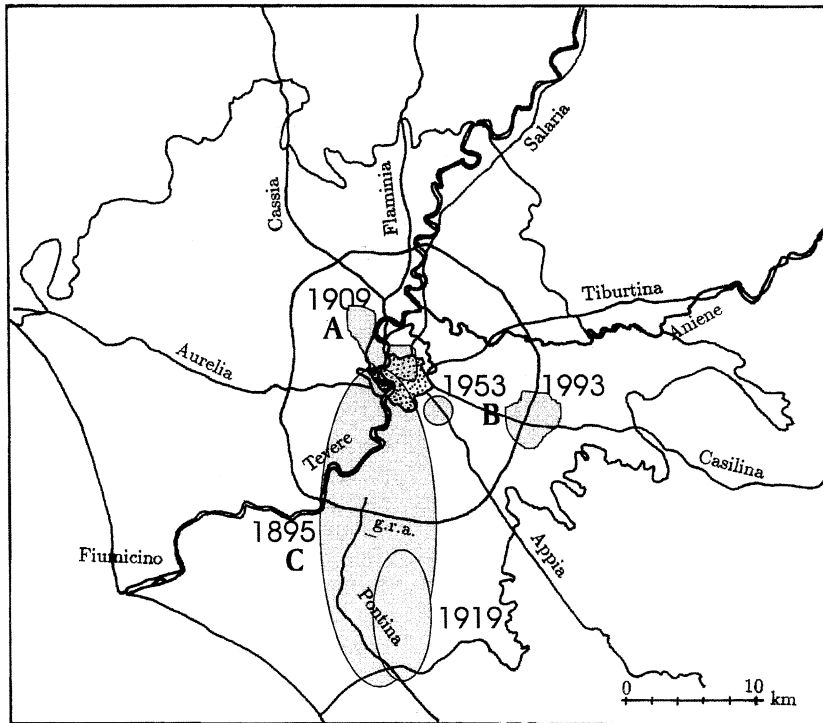 Cassia
Flaminia
Salaria
Tiburtina
Aniene
1909
A
Aurelia
1953
1993
B
Tevere
Casilina
1895
C
g.r.a.
Fiumicino
Appia
Pontina
1919
0 10 km